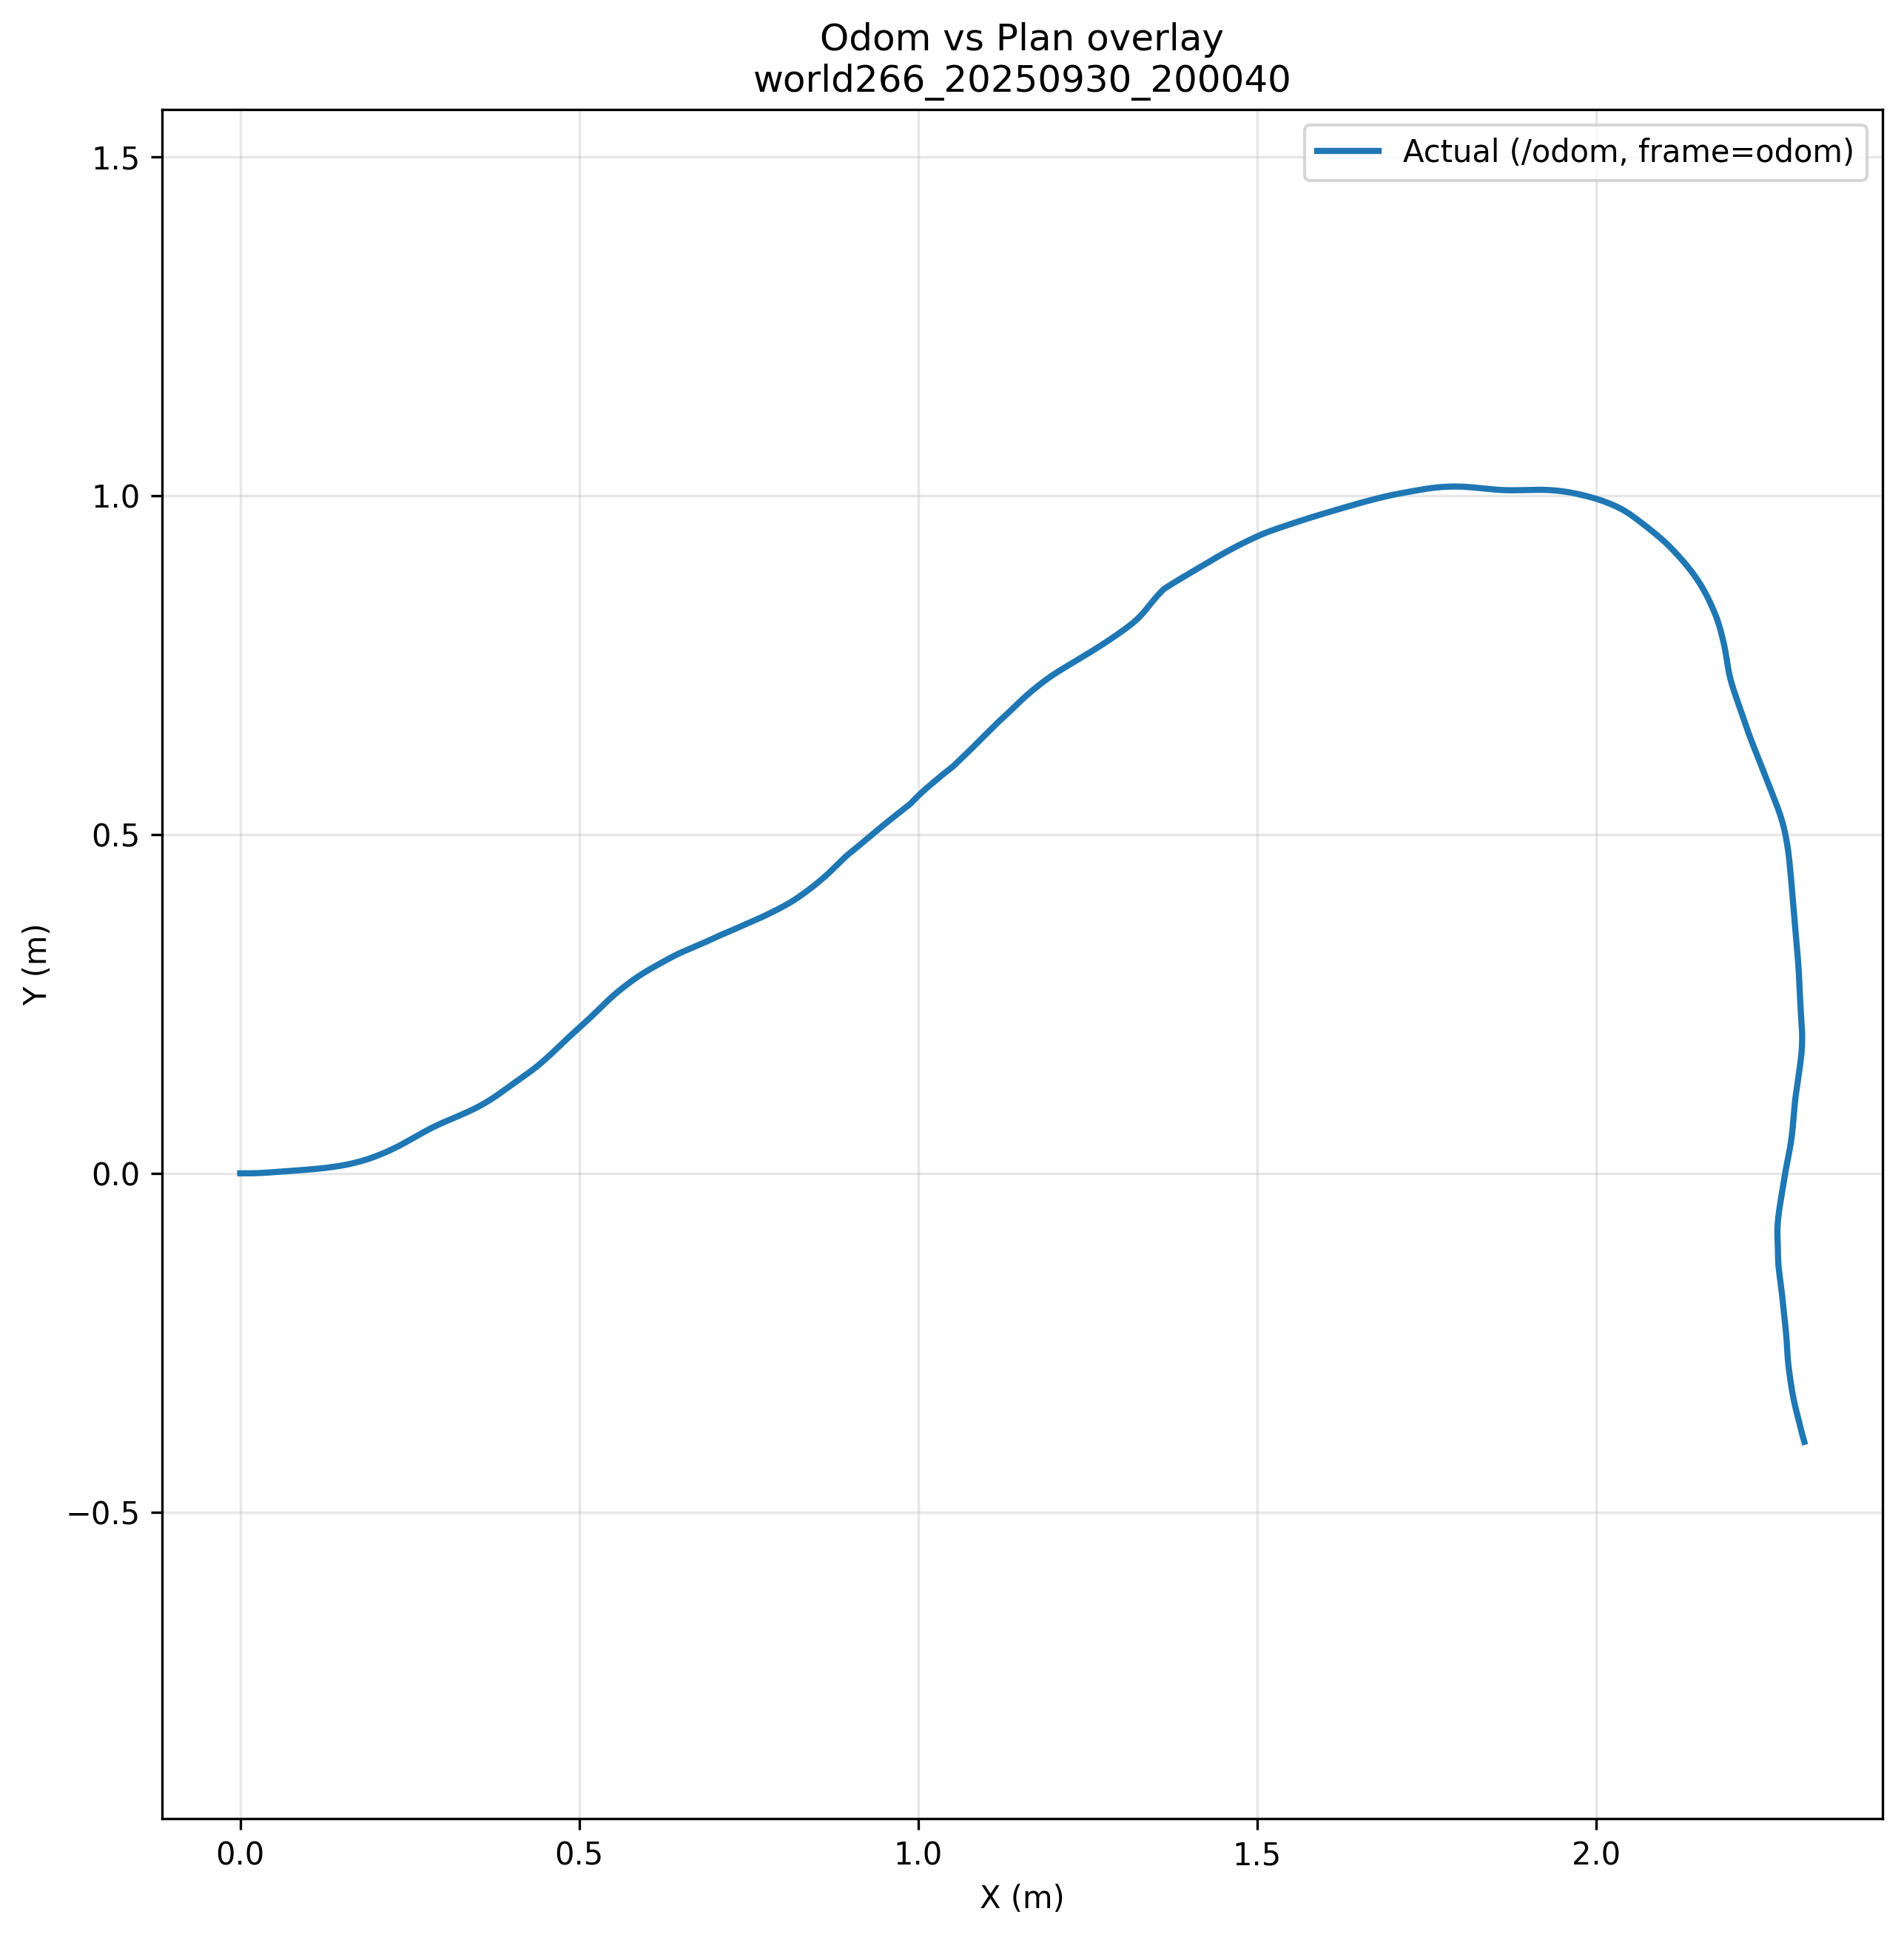 Odom vs Plan overlay
world266_20250930_200040
Actual (/odom, frame=odom)
1.5
1.0
0.5
0.0
−0.5
Y (m)
0.0 0.5 1.0 1.5 2.0
X (m)